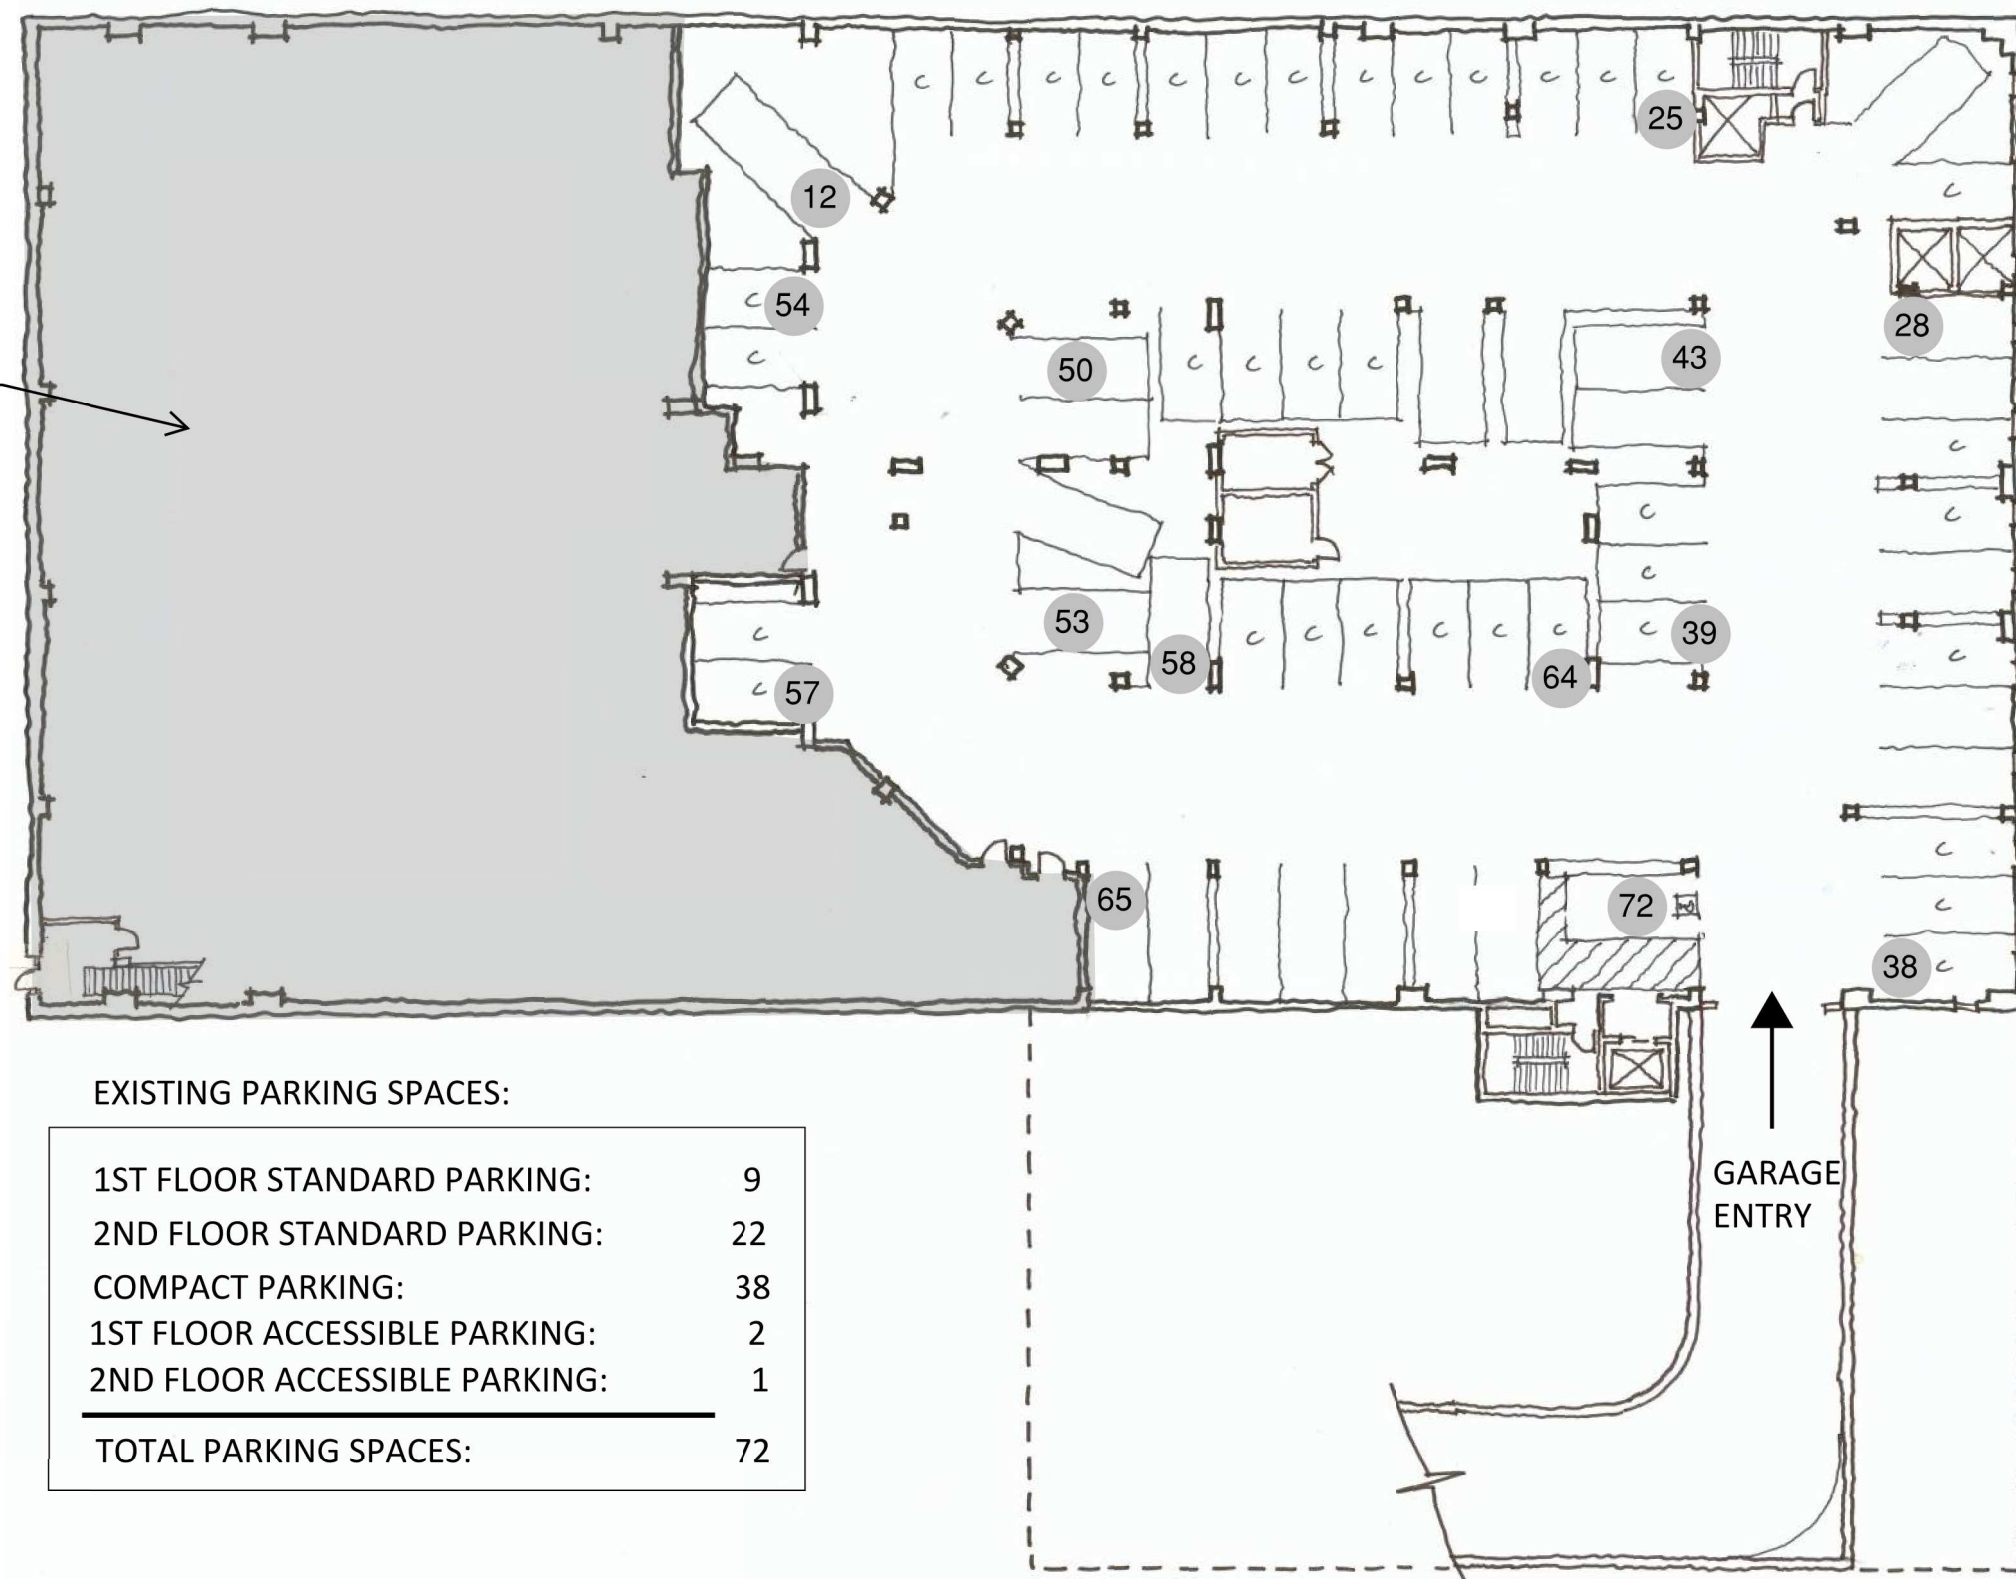 C C C C C C C C C C C C C
25
C
12
C 54
28
C 50 C C C C 43
C
C C
C
C 53 C C C C C C C 39
C
58 64
C 57
C
65 72 C
38 C
EXISTING PARKING SPACES:
1ST FLOOR STANDARD PARKING: 9
2ND FLOOR STANDARD PARKING: 22
COMPACT PARKING: 38
1ST FLOOR ACCESSIBLE PARKING: 2
2ND FLOOR ACCESSIBLE PARKING: 1
TOTAL PARKING SPACES: 72
GARAGE
ENTRY